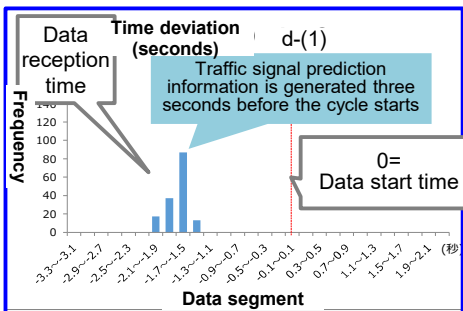 Time deviation
(seconds)
d-(1)
Data
reception
time
Traffic signal prediction
information is generated three
seconds before the cycle starts
Frequency
120
100
80
60
40
20
0
0=
Data start time
-3.3~-3.1
-2.9~-2.7
-2.5~-2.3
-2.1~-1.9
-1.7~-1.5
-1.3~-1.1
-0.9~-0.7
-0.5~-0.3
-0.1~0.1
0.3~0.5
0.7~0.9
1.1~1.3
1.5~1.7
1.9~2.1
(秒)
Data segment